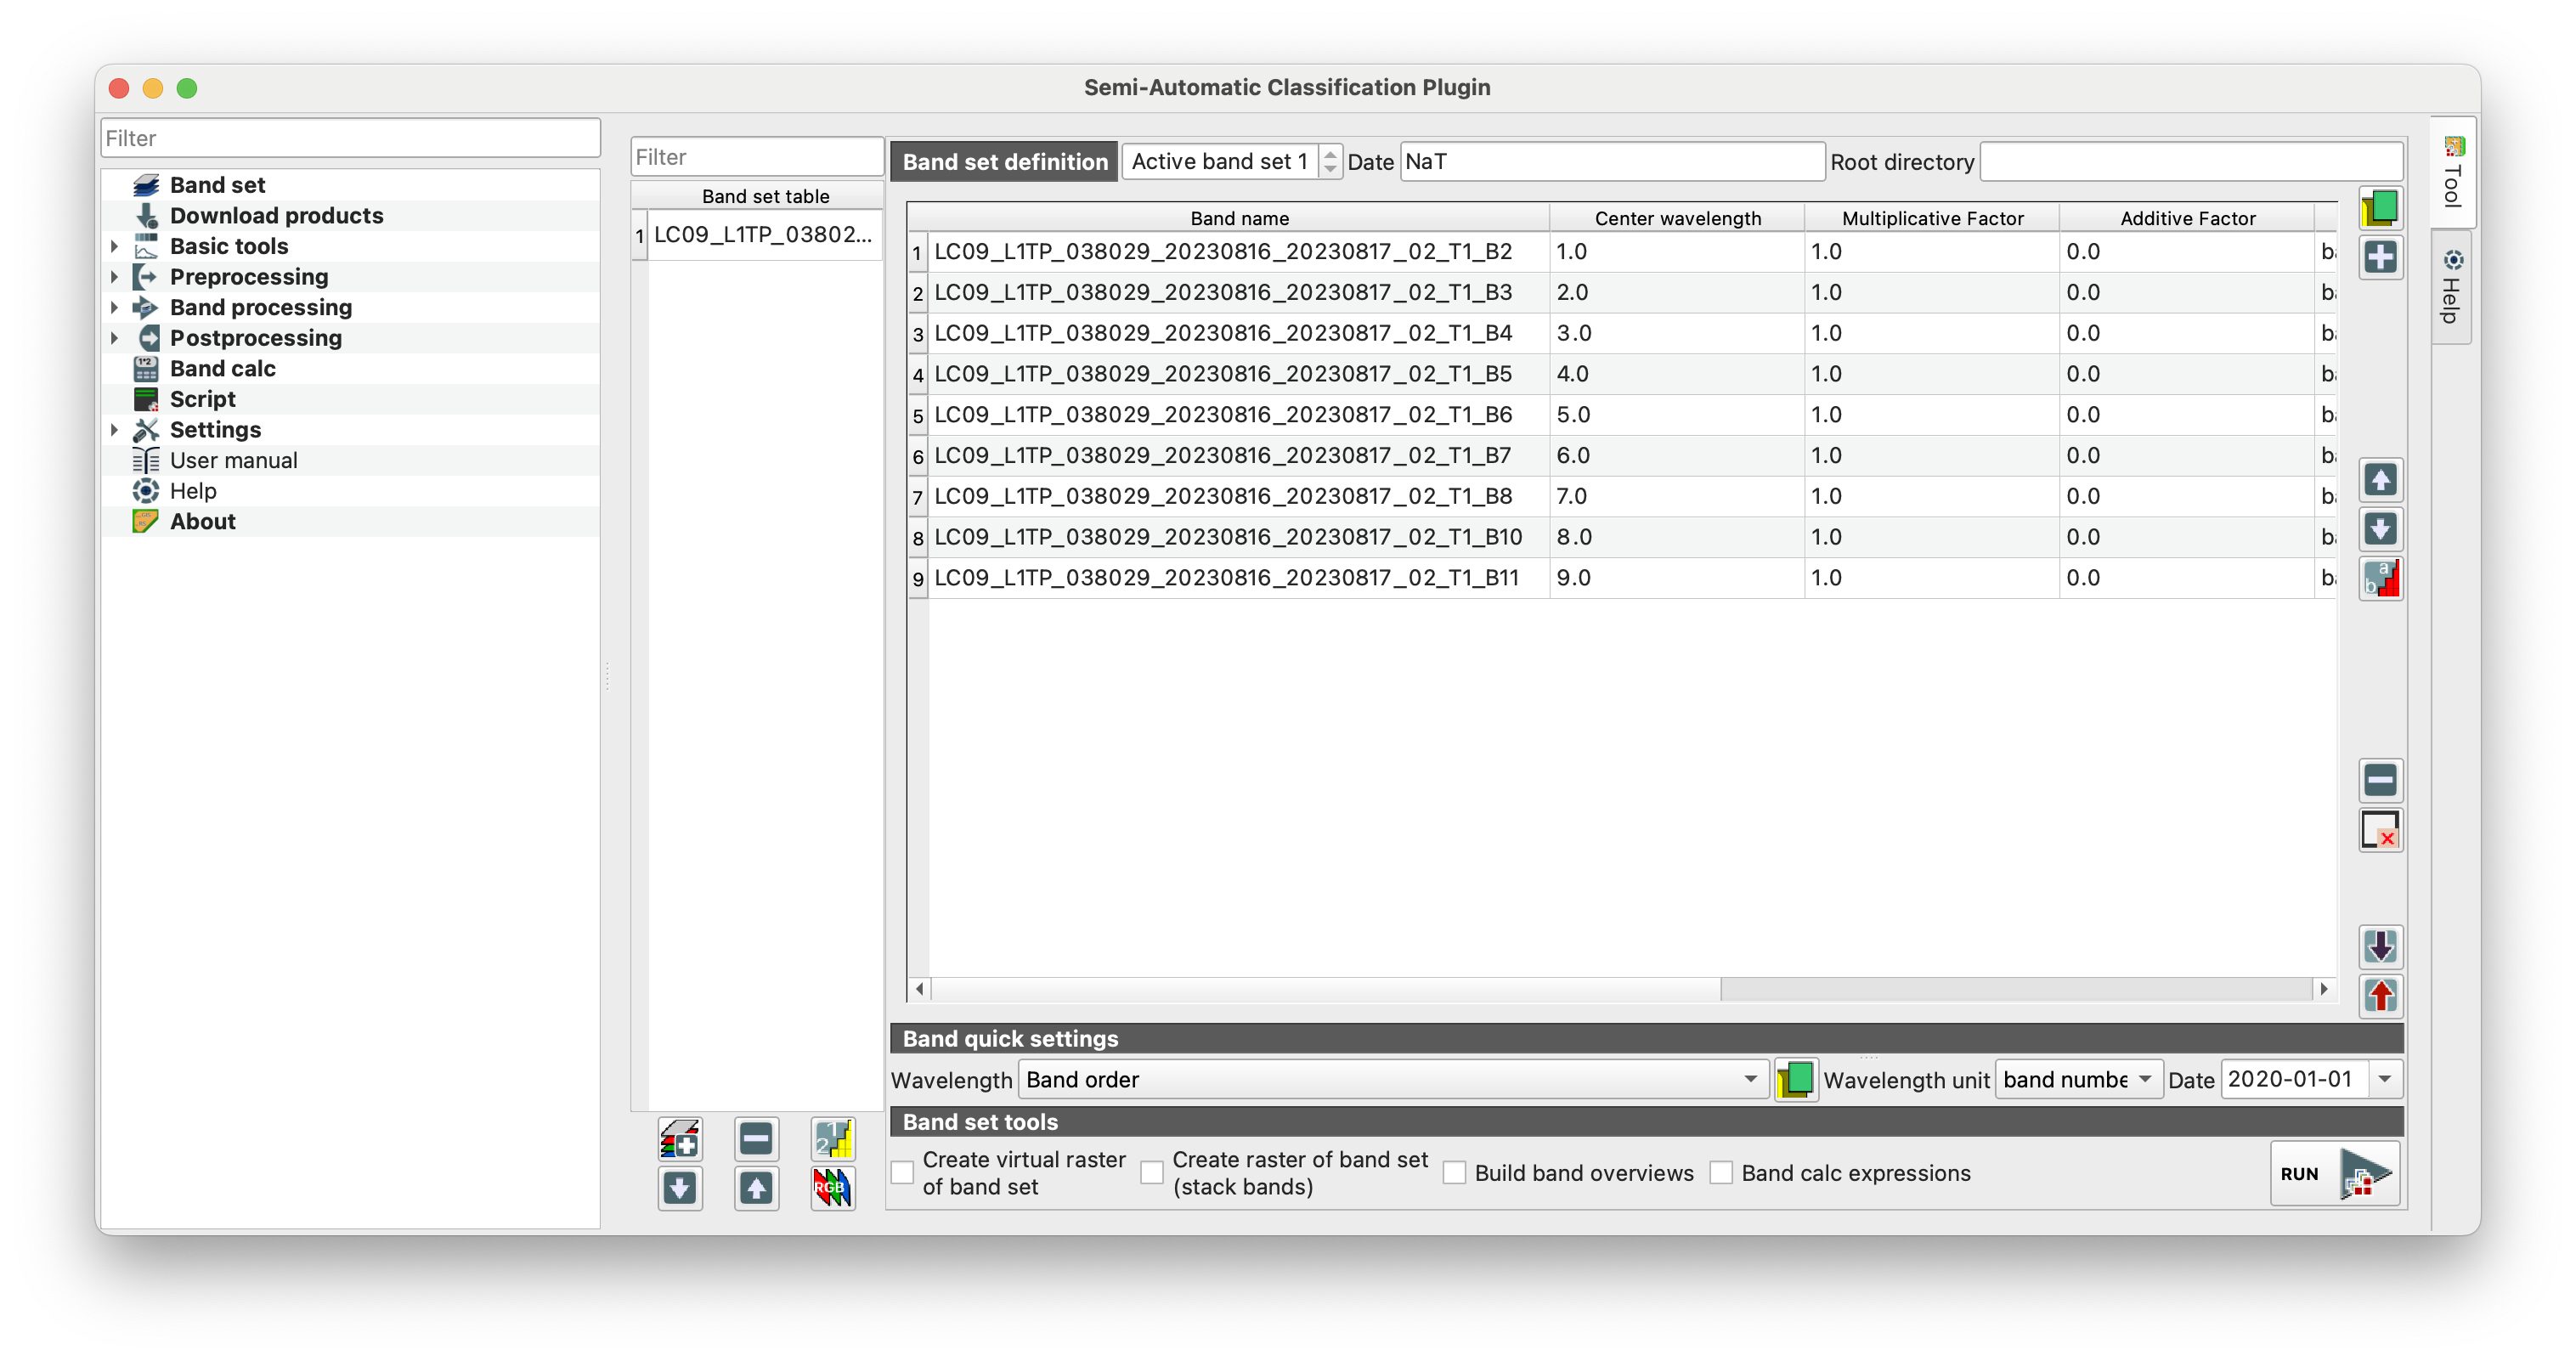 Semi-Automatic Classification Plugin
Filter
Band set
Download products
Basic tools
Preprocessing
Band processing
Postprocessing
Band calc
Script
Settings
User manual
Help
About
Filter
Band set table
1 LC09_L1TP_03802...
Band set definition Active band set 1 Date NaT Root directory
Band name Center wavelength Multiplicative Factor Additive Factor
1 LC09_L1TP_038029_20230816_20230817_02_T1_B2 1.0 1.0 0.0
2 LC09_L1TP_038029_20230816_20230817_02_T1_B3 2.0 1.0 0.0
3 LC09_L1TP_038029_20230816_20230817_02_T1_B4 3.0 1.0 0.0
4 LC09_L1TP_038029_20230816_20230817_02_T1_B5 4.0 1.0 0.0
5 LC09_L1TP_038029_20230816_20230817_02_T1_B6 5.0 1.0 0.0
6 LC09_L1TP_038029_20230816_20230817_02_T1_B7 6.0 1.0 0.0
7 LC09_L1TP_038029_20230816_20230817_02_T1_B8 7.0 1.0 0.0
8 LC09_L1TP_038029_20230816_20230817_02_T1_B10 8.0 1.0 0.0
9 LC09_L1TP_038029_20230816_20230817_02_T1_B11 9.0 1.0 0.0
Band quick settings
Wavelength Band order Wavelength unit band numbe Date 2020-01-01
Band set tools
Create virtual raster
of band set
Create raster of band set
(stack bands)
Build band overviews
Band calc expressions
RUN
RGB
Tool
Help